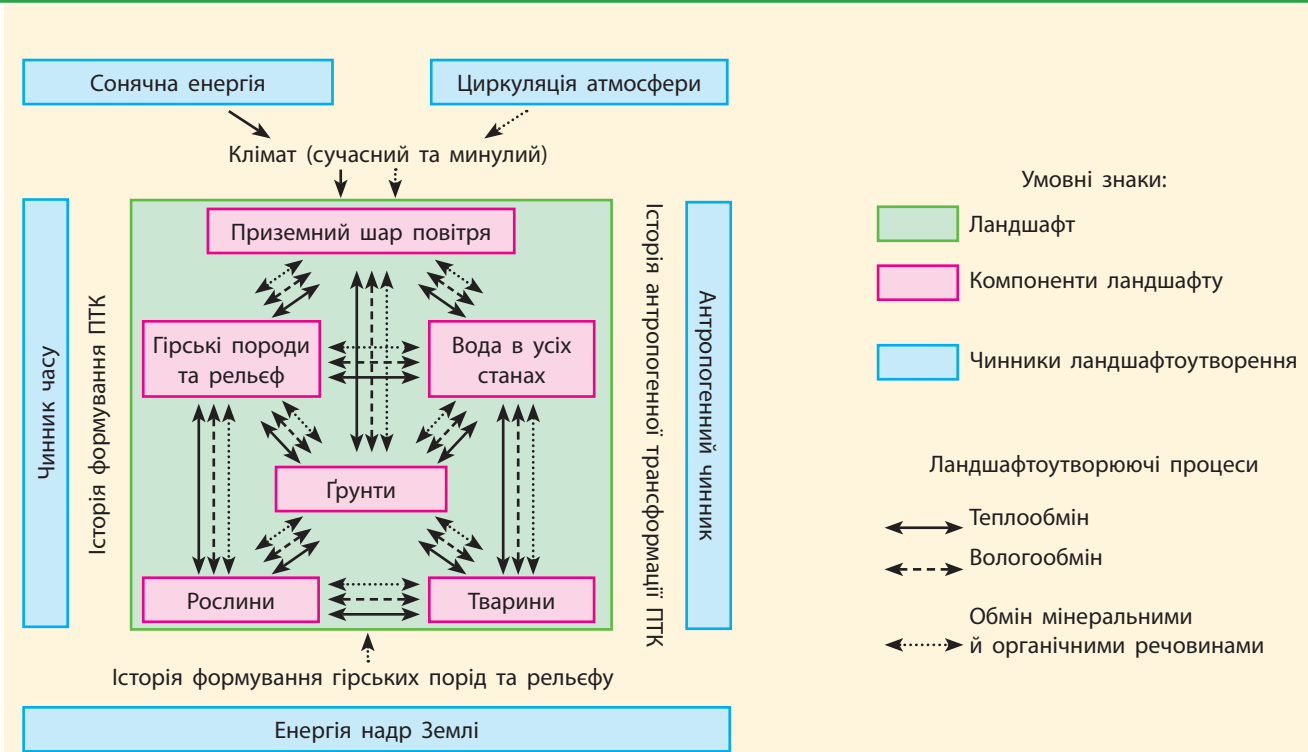 Сонячна енергія
Циркуляція атмосфери
Клімат (сучасний та минулий)
Чинник часу
Історія формування ПТК
Приземний шар повітря
Гірські породи
та рельєф
Вода в усіх
станах
Ґрунти
Рослини
Тварини
Історія антропогенної трансформації ПТК
Антропогенний чинник
Історія формування гірських порід та рельєфу
Енергія надр Землі
Умовні знаки:
Ландшафт
Компоненти ландшафту
Чинники ландшафтоутворення
Ландшафтоутворюючі процеси
Теплообмін
Вологообмін
Обмін мінеральними
й органічними речовинами